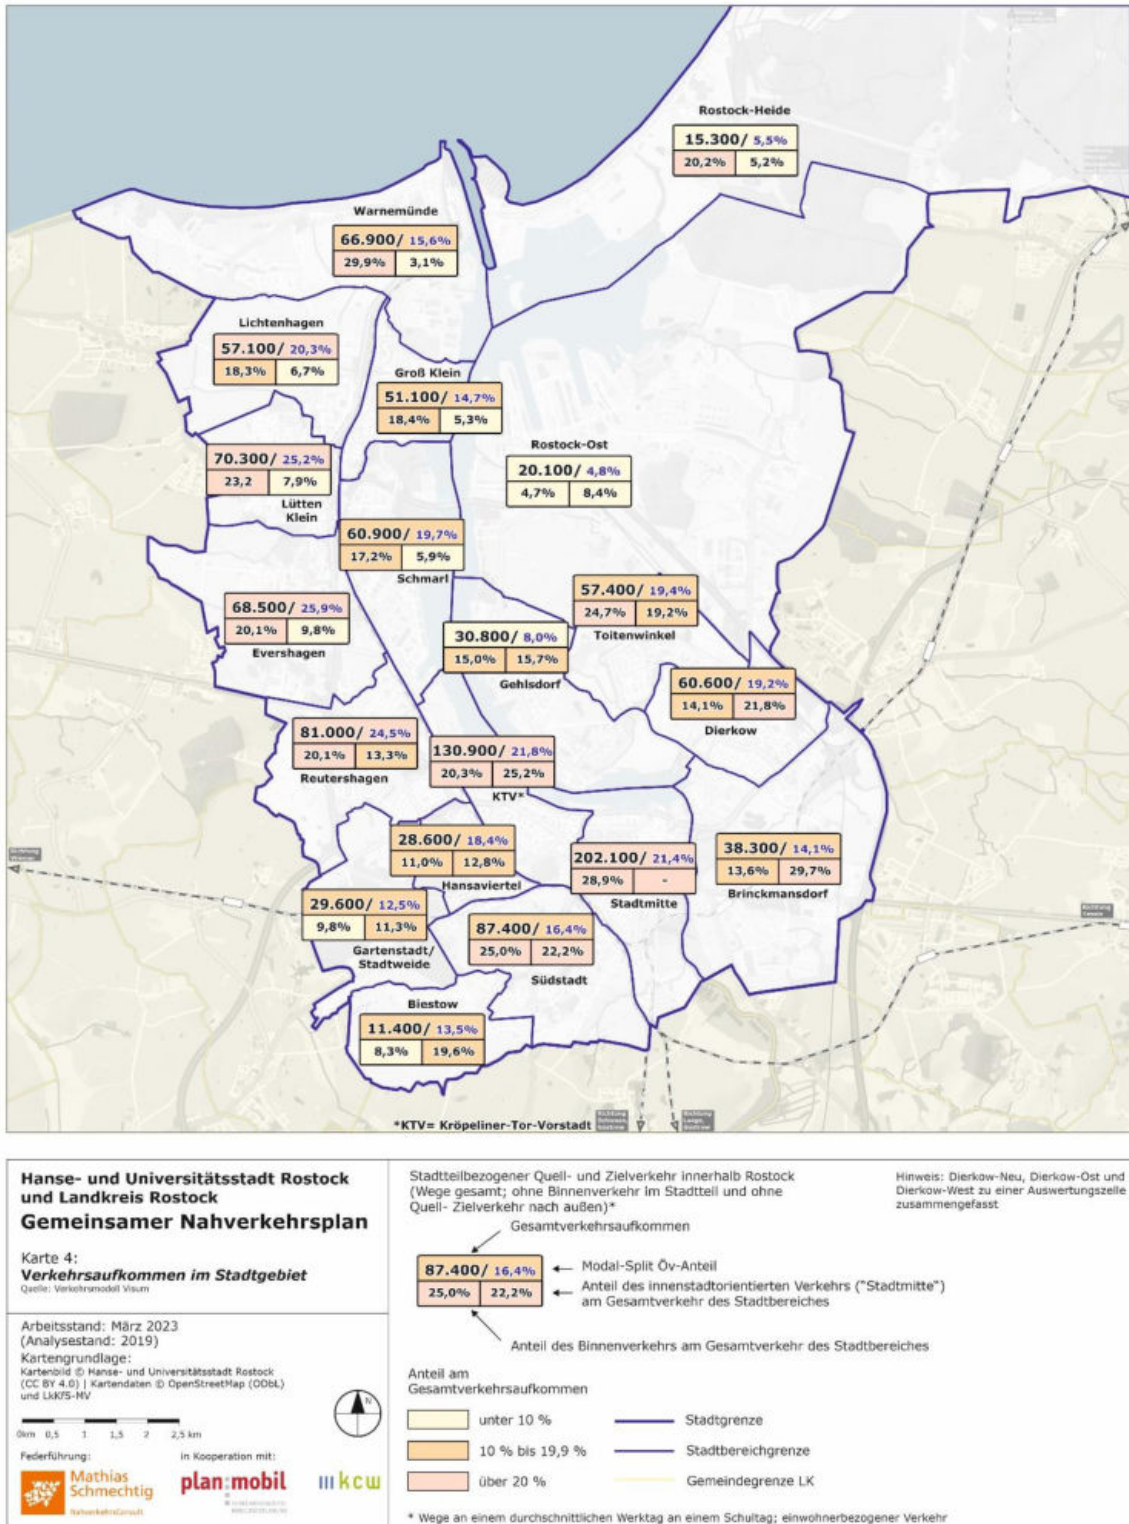 Rostock-Heide
15.300/ 5,5%
20,2% 5,2%
Warnemünde
66.900/ 15,6%
29,9% 3,1%
Lichtenhagen
57.100/ 20,3%
18,3% 6,7%
Groß Klein
51.100/ 14,7%
18,4% 5,3%
Rostock-Ost
20.100/ 4,8%
4,7% 8,4%
70.300/ 25,2%
23,2 7,9%
Lütten
Klein
60.900/ 19,7%
17,2% 5,9%
Schmarl
57.400/ 19,4%
24,7% 19,2%
Toitenwinkel
68.500/ 25,9%
20,1% 9,8%
Evershagen
30.800/ 8,0%
15,0% 15,7%
Gehlsdorf
60.600/ 19,2%
14,1% 21,8%
Dierkow
81.000/ 24,5%
20,1% 13,3%
Reutershagen
130.900/ 21,8%
20,3% 25,2%
KTV*
28.600/ 18,4%
11,0% 12,8%
Hansaviertel
202.100/ 21,4%
28,9% -
Stadtmitte
38.300/ 14,1%
13,6% 29,7%
Brinckmansdorf
29.600/ 12,5%
9,8% 11,3%
Gartenstadt/
Stadtweide
87.400/ 16,4%
25,0% 22,2%
Südstadt
Biestow
11.400/ 13,5%
8,3% 19,6%
*KTV= Kröpeliner-Tor-Vorstadt
Hanse- und Universitätsstadt Rostock
und Landkreis Rostock
Gemeinsamer Nahverkehrsplan
Karte 4:
Verkehrsaufkommen im Stadtgebiet
Quelle: Verkehrsmodell Visum
Arbeitsstand: März 2023
(Analysestand: 2019)
Kartengrundlage:
Kartenbild © Hanse- und Universitätsstadt Rostock
(CC BY 4.0) | Kartendaten © OpenStreetMap (ODbL)
und LkKfS-MV
N
0km 0,5 1 1,5 2 2,5 km
Federführung: in Kooperation mit:
Mathias
Schmechtig
NahverkehrsConsult
plan:mobil
kcw
Stadtteilbezogener Quell- und Zielverkehr innerhalb Rostock
(Wege gesamt; ohne Binnenverkehr im Stadtteil und ohne
Quell- Zielverkehr nach außen)*
Gesamtverkehrsaufkommen
87.400/ 16,4%
25,0% 22,2%
Modal-Split Öv-Anteil
Anteil des innenstadtorientierten Verkehrs ("Stadtmitte")
am Gesamtverkehr des Stadtbereiches
Anteil des Binnenverkehrs am Gesamtverkehr des Stadtbereiches
Anteil am
Gesamtverkehrsaufkommen
unter 10 %
10 % bis 19,9 %
über 20 %
Stadtgrenze
Stadtbereichgrenze
Gemeindegrenze LK
* Wege an einem durchschnittlichen Werktag an einem Schultag; einwohnerbezogener Verkehr
Hinweis: Dierkow-Neu, Dierkow-Ost und
Dierkow-West zu einer Auswertungszelle
zusammengefasst